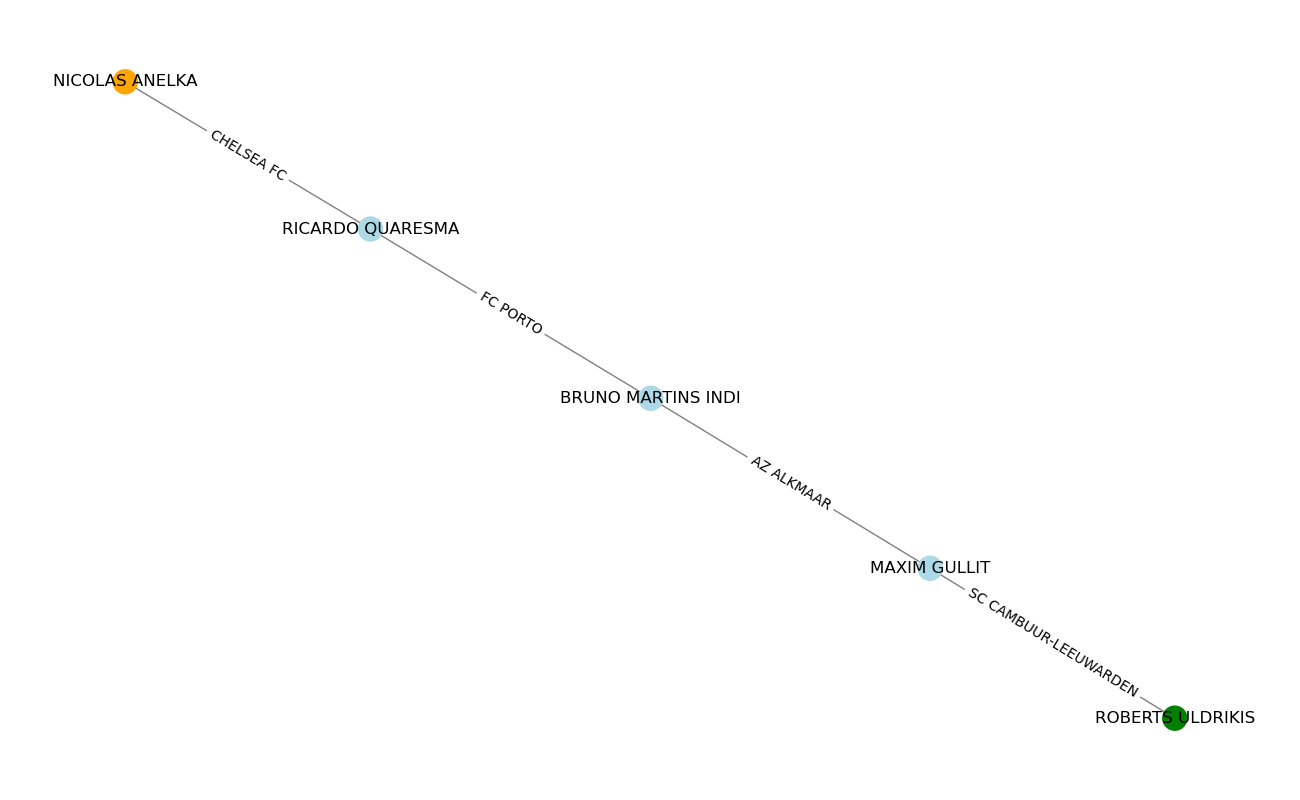 NICOLAS ANELKA
CHELSEA FC
RICARDO QUARESMA
FC PORTO
BRUNO MARTINS INDI
AZ ALKMAAR
MAXIM GULLIT
SC CAMBUUR-LEEUWARDEN
ROBERTS ULDRIKIS